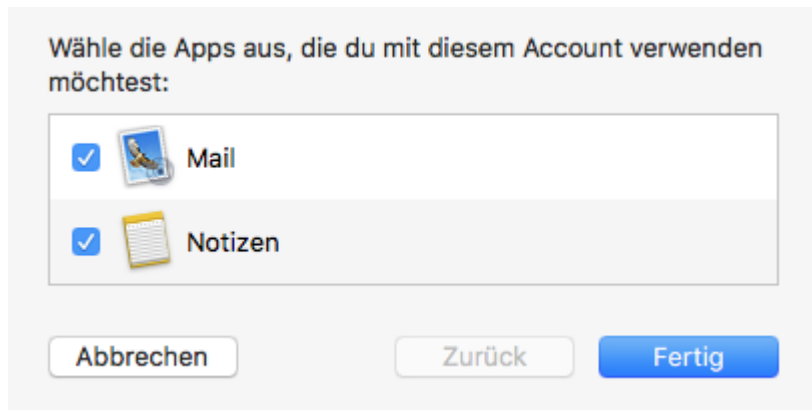 Wähle die Apps aus, die du mit diesem Account verwenden
möchtest:
Mail
Notizen
Abbrechen
Zurück
Fertig